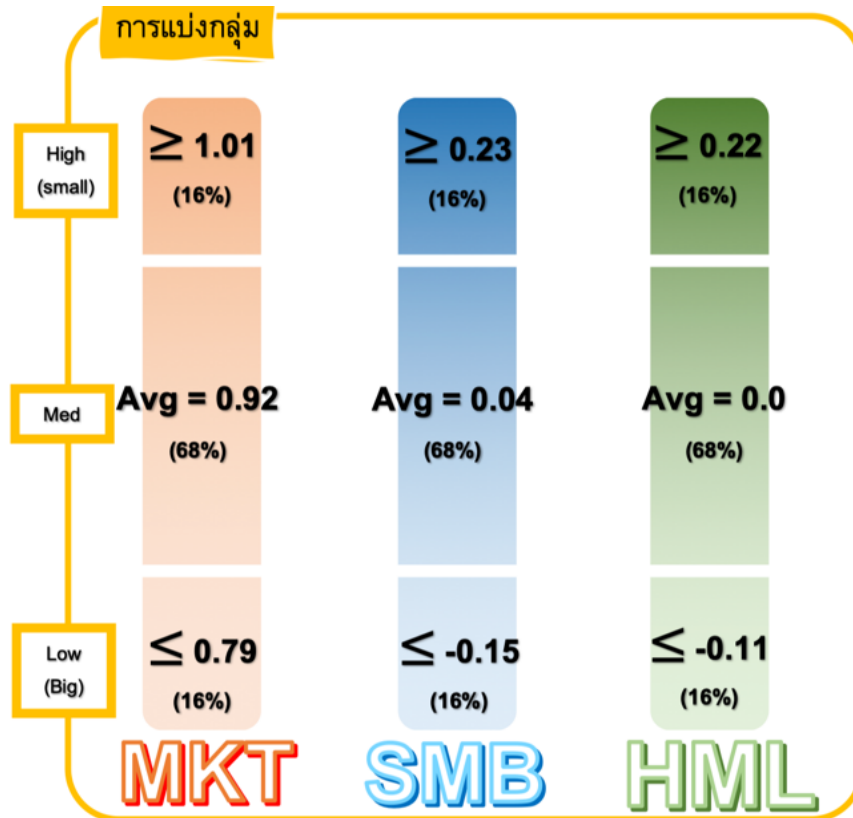 การแบ่งกลุ่ม
High
(small)
≥ 1.01
(16%)
≥ 0.23
(16%)
≥ 0.22
(16%)
Med
Avg = 0.92
(68%)
Avg = 0.04
(68%)
Avg = 0.0
(68%)
Low
(Big)
≤ 0.79
(16%)
≤ -0.15
(16%)
≤ -0.11
(16%)
MKT
SMB
HML